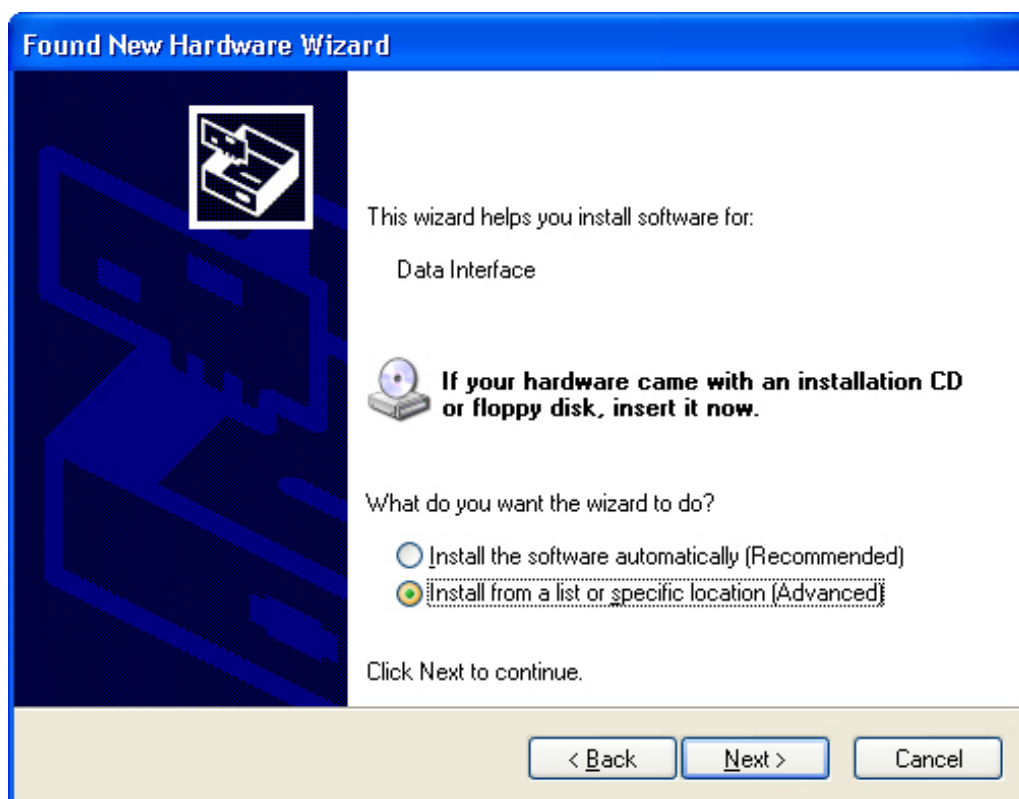 Found New Hardware Wizard
This wizard helps you install software for:
Data Interface
If your hardware came with an installation CD
or floppy disk, insert it now.
What do you want the wizard to do?
Install the software automatically (Recommended)
Install from a list or specific location (Advanced)
Click Next to continue.
< Back Next > Cancel